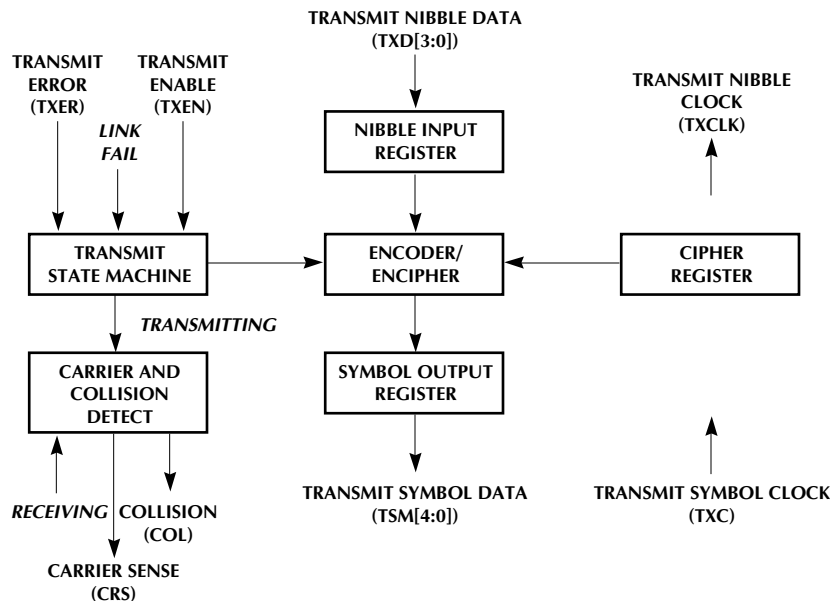 TRANSMIT NIBBLE DATA
(TXD[3:0])
TRANSMIT
ERROR
(TXER)
LINK
FAIL
TRANSMIT
ENABLE
(TXEN)
TRANSMIT NIBBLE
CLOCK
(TXCLK)
NIBBLE INPUT
REGISTER
TRANSMIT
STATE MACHINE
ENCODER/
ENCIPHER
CIPHER
REGISTER
TRANSMITTING
CARRIER AND
COLLISION
DETECT
SYMBOL OUTPUT
REGISTER
RECEIVING
COLLISION
(COL)
TRANSMIT SYMBOL DATA
(TSM[4:0])
TRANSMIT SYMBOL CLOCK
(TXC)
CARRIER SENSE
(CRS)